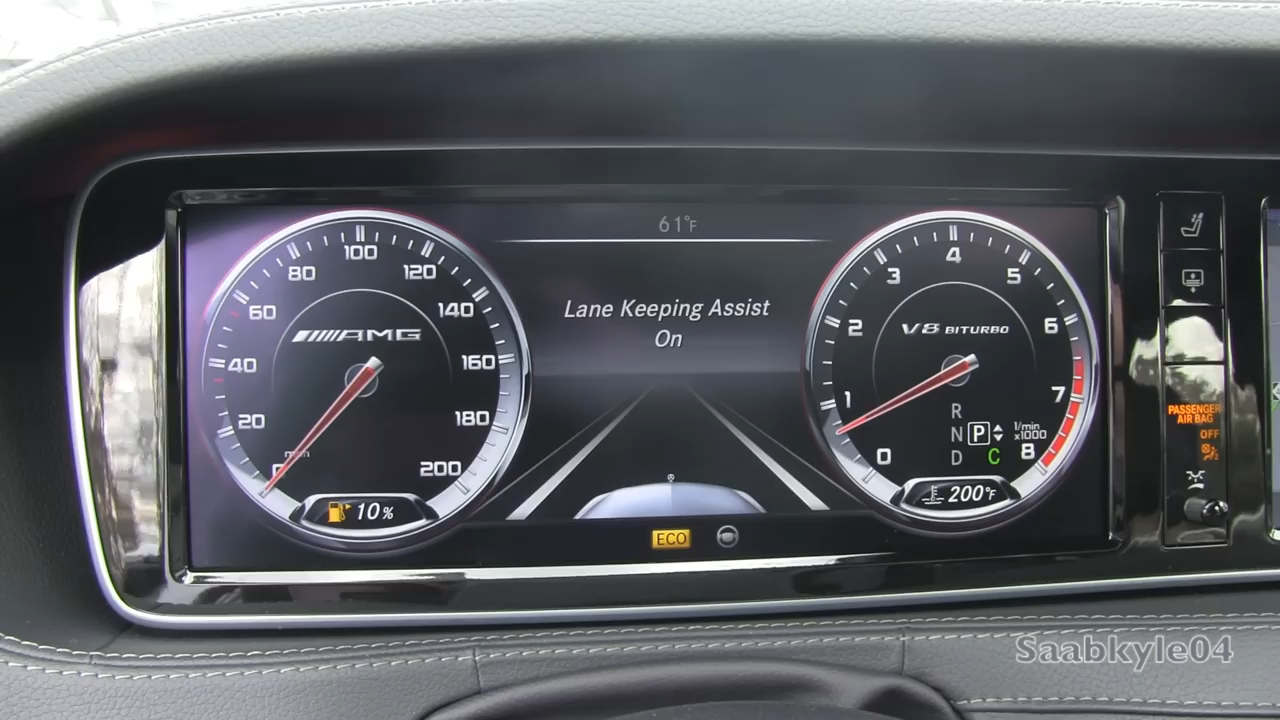 61°F
Lane Keeping Assist
On
0
20
40
60
80
100
120
140
160
180
200
AMG
10%
0
1
2
3
4
5
6
7
8
V8 BITURBO
R
N
P
D
C
1/min
x1000
200°F
ECO
PASSENGER
AIR BAG
OFF
Saabkyle04